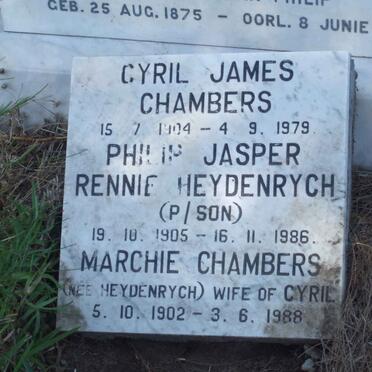 PHILIP
GEB. 25 AUG. 1875 - OORL. 8 JUNIE
CYRIL JAMES
CHAMBERS
15. 7. 1904 - 4. 9. 1979.
PHILIP JASPER
RENNIE HEYDENRYCH
(P/SON)
19. 10. 1905 - 16. 11. 1986.
MARCHIE CHAMBERS
(NEE HEYDENRYCH) WIFE OF CYRIL
5. 10. 1902 - 3. 6. 1988